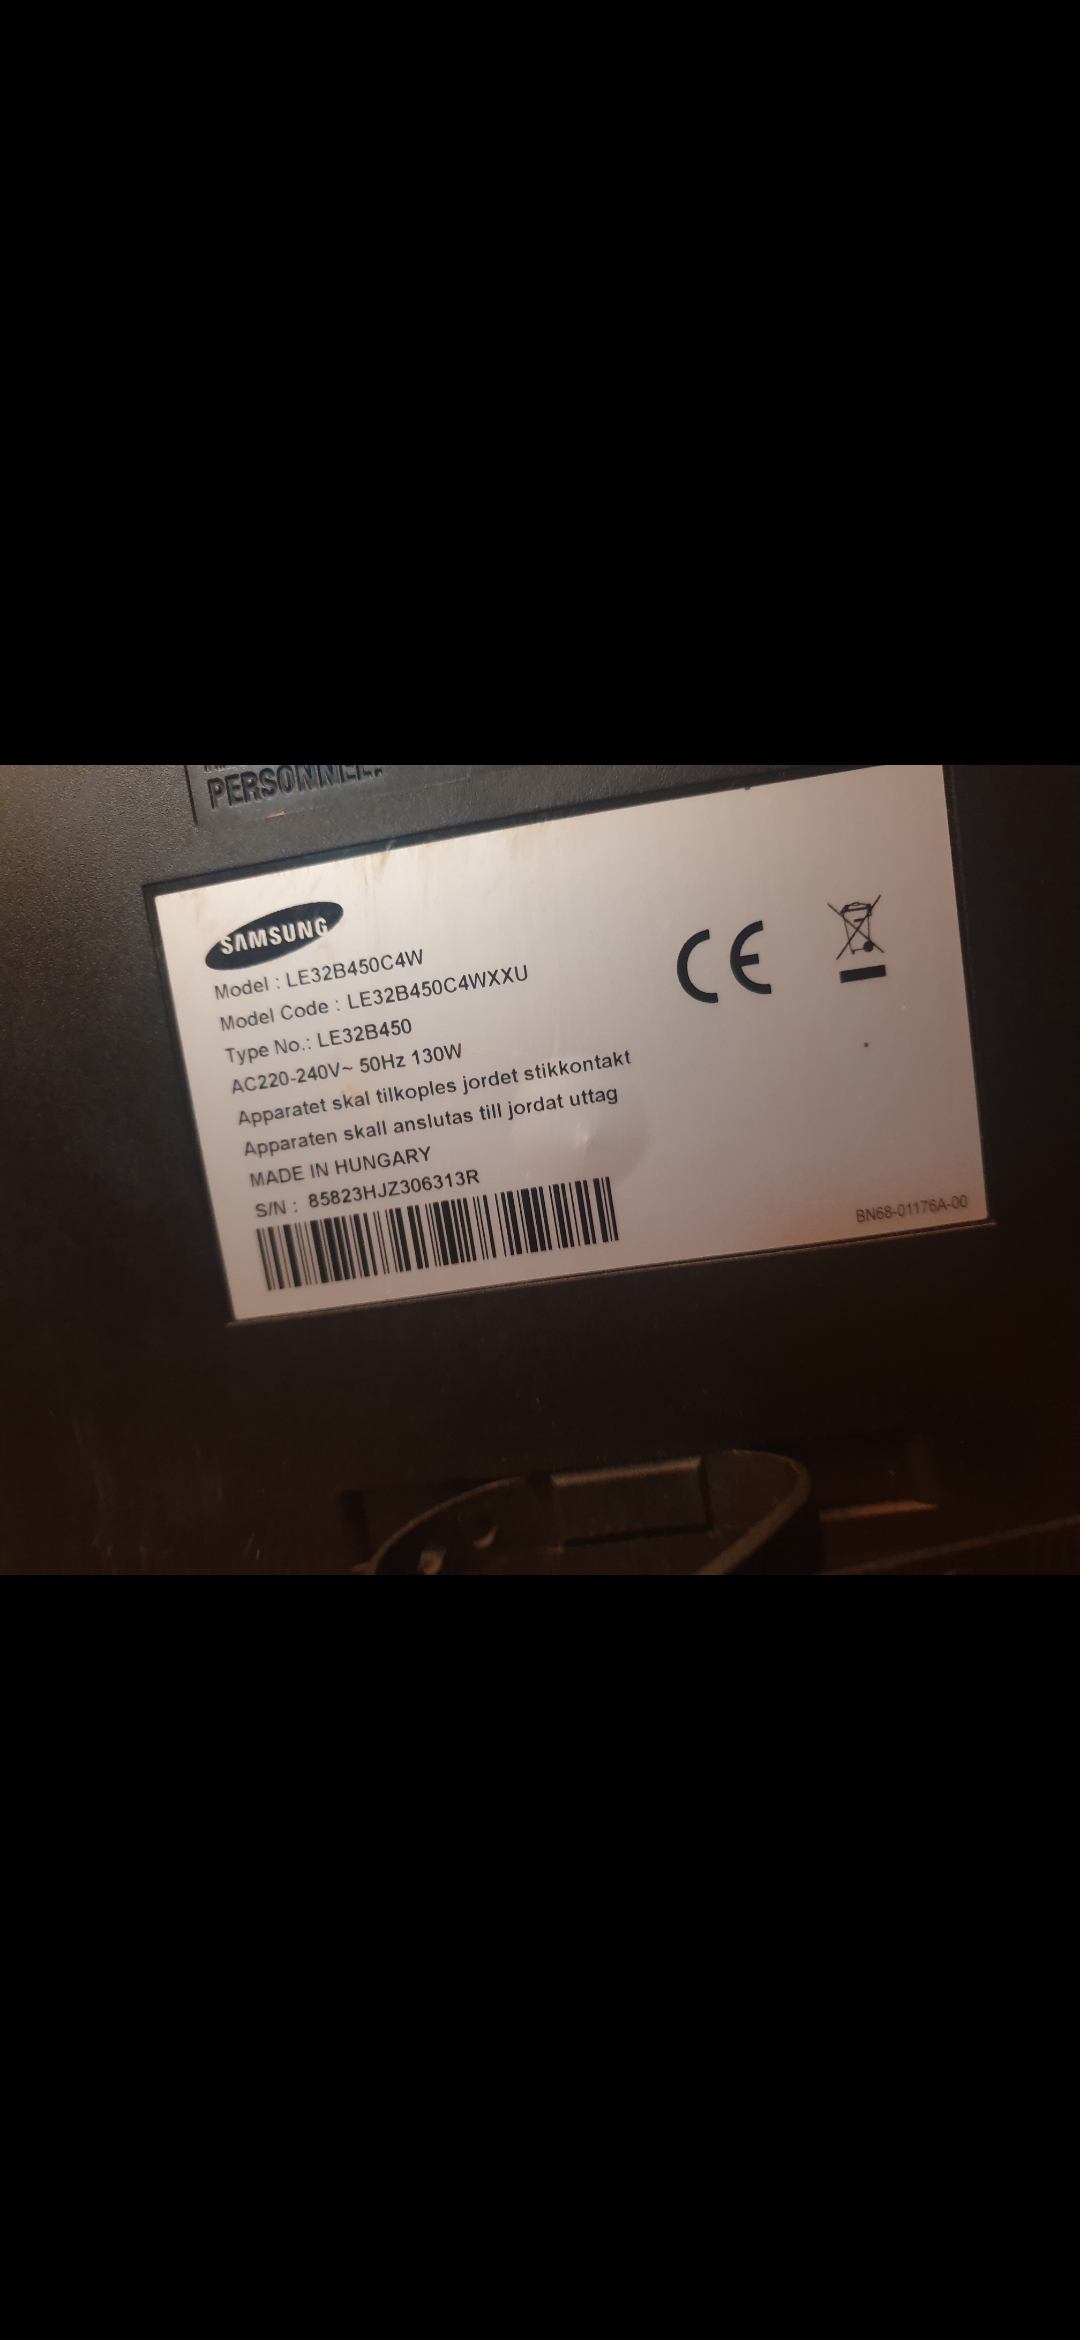 PERSONNEL.
SAMSUNG
Model : LE32B450C4W
Model Code : LE32B450C4WXXU
Type No.: LE32B450
AC220-240V~ 50Hz 130W
Apparatet skal tilkoples jordet stikkontakt
Apparaten skall anslutas till jordat uttag
MADE IN HUNGARY
S/N : 85823HJZ306313R
CE
BN68-01176A-00